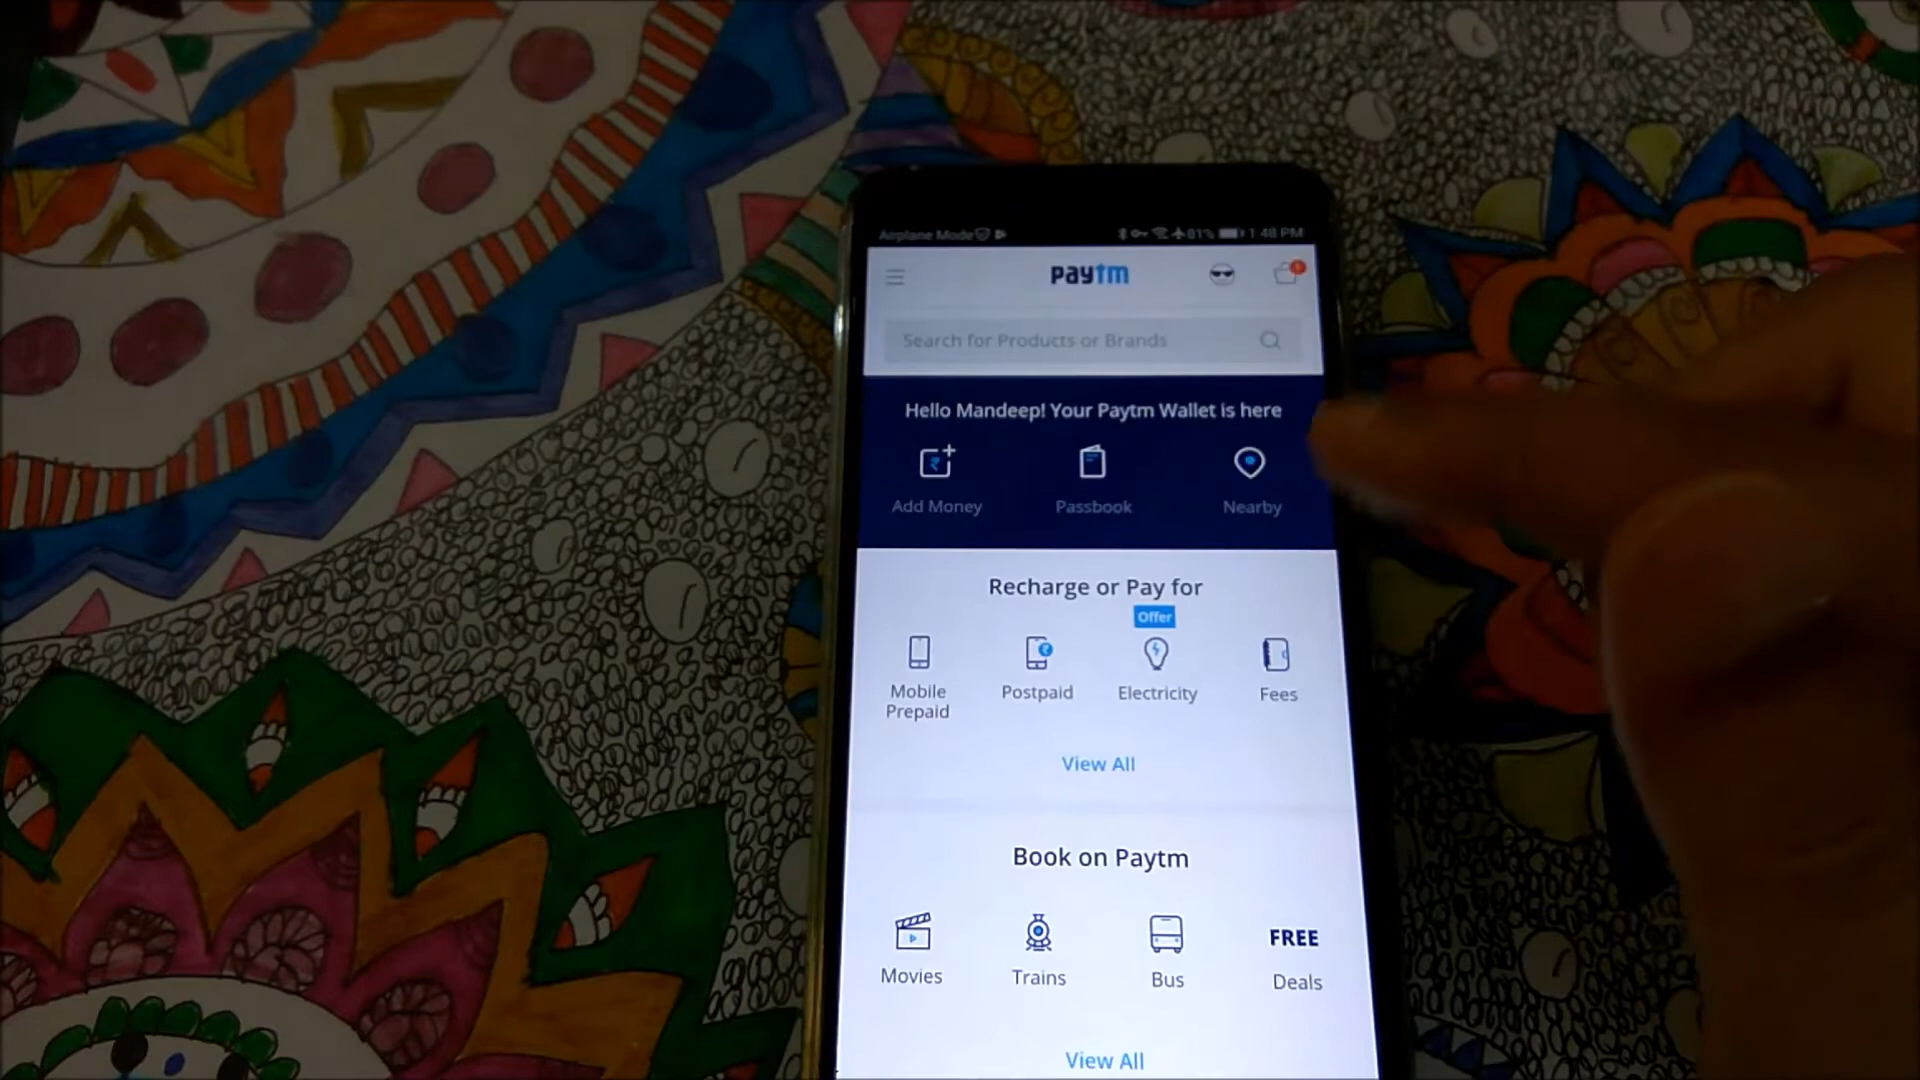 Airplane Mode 81% 1:48 PM
paytm
1
Search for Products or Brands
Hello Mandeep! Your Paytm Wallet is here
Add Money Passbook Nearby
Recharge or Pay for
Offer
Mobile Prepaid Postpaid Electricity Fees
View All
Book on Paytm
FREE
Movies Trains Bus Deals
View All